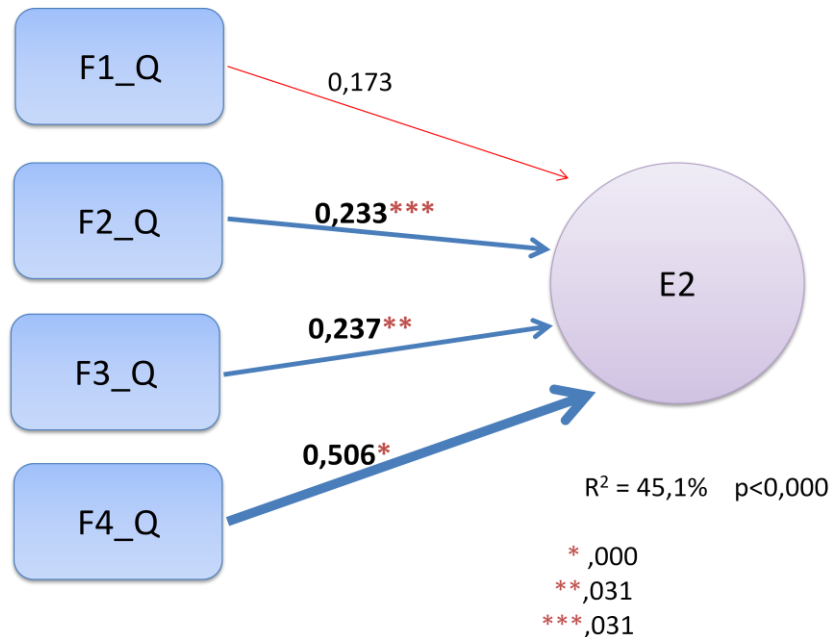 F1_Q
0,173
F2_Q
0,233***
E2
F3_Q
0,237**
F4_Q
0,506*
R² = 45,1% p<0,000
* ,000
**,031
***,031